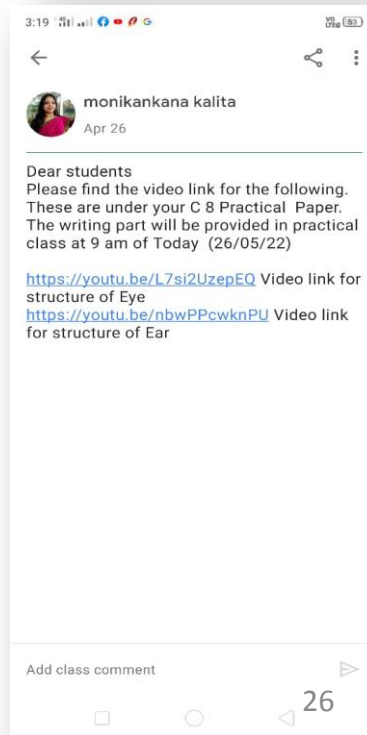 3:19
53
monikankana kalita
Apr 26
Dear students
Please find the video link for the following.
These are under your C 8 Practical Paper.
The writing part will be provided in practical
class at 9 am of Today (26/05/22)
https://youtu.be/L7si2UzepEQ Video link for
structure of Eye
https://youtu.be/nbwPPcwknPU Video link
for structure of Ear
Add class comment
26